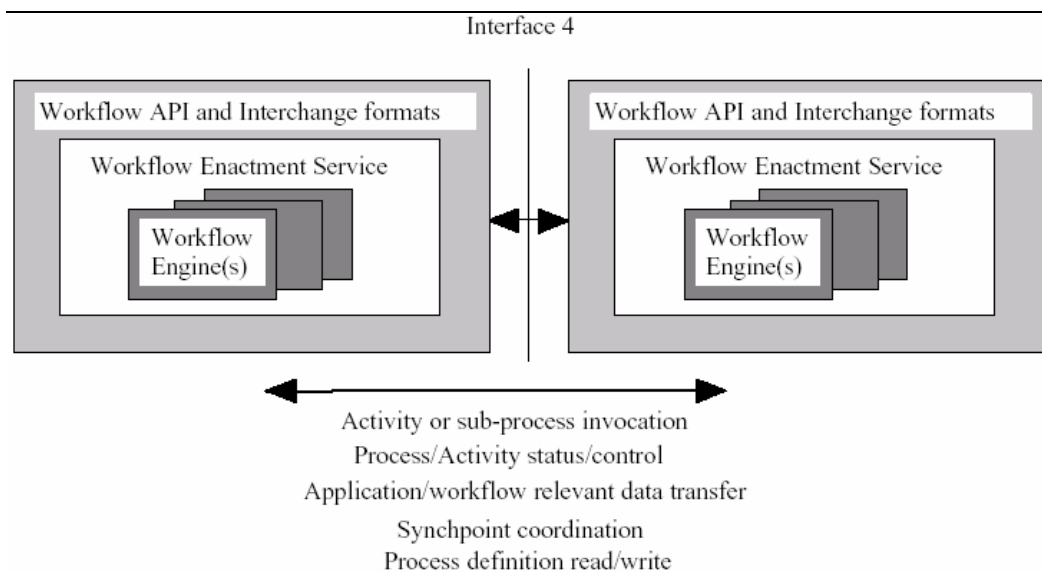 Interface 4
Workflow API and Interchange formats
Workflow Enactment Service
Workflow
Engine(s)
Workflow API and Interchange formats
Workflow Enactment Service
Workflow
Engine(s)
Activity or sub-process invocation
Process/Activity status/control
Application/workflow relevant data transfer
Synchpoint coordination
Process definition read/write